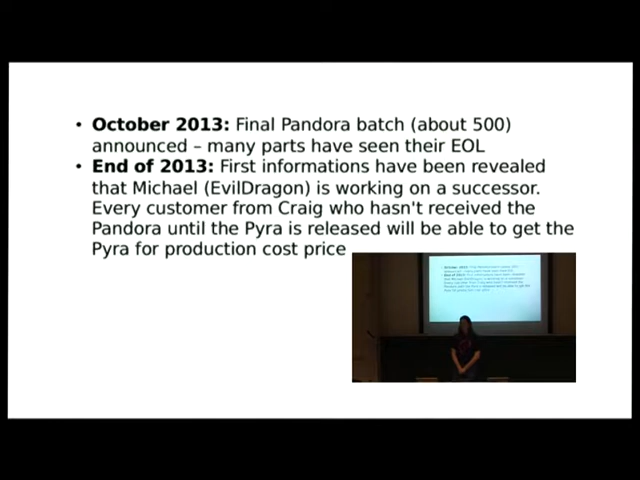 • October 2013: Final Pandora batch (about 500)
announced – many parts have seen their EOL
• End of 2013: First informations have been revealed
that Michael (EvilDragon) is working on a successor.
Every customer from Craig who hasn't received the
Pandora until the Pyra is released will be able to get the
Pyra for production cost price